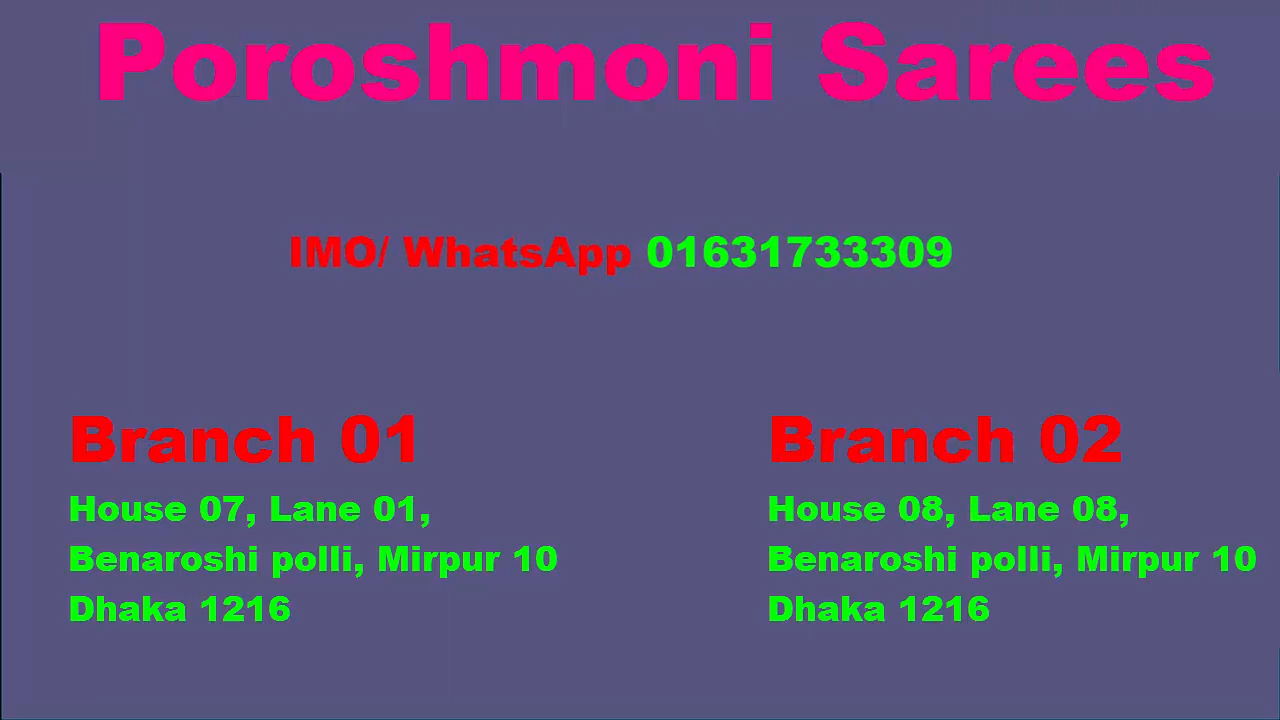 Poroshmoni Sarees
IMO/ WhatsApp 01631733309
Branch 01
House 07, Lane 01,
Benaroshi polli, Mirpur 10
Dhaka 1216
Branch 02
House 08, Lane 08,
Benaroshi polli, Mirpur 10
Dhaka 1216